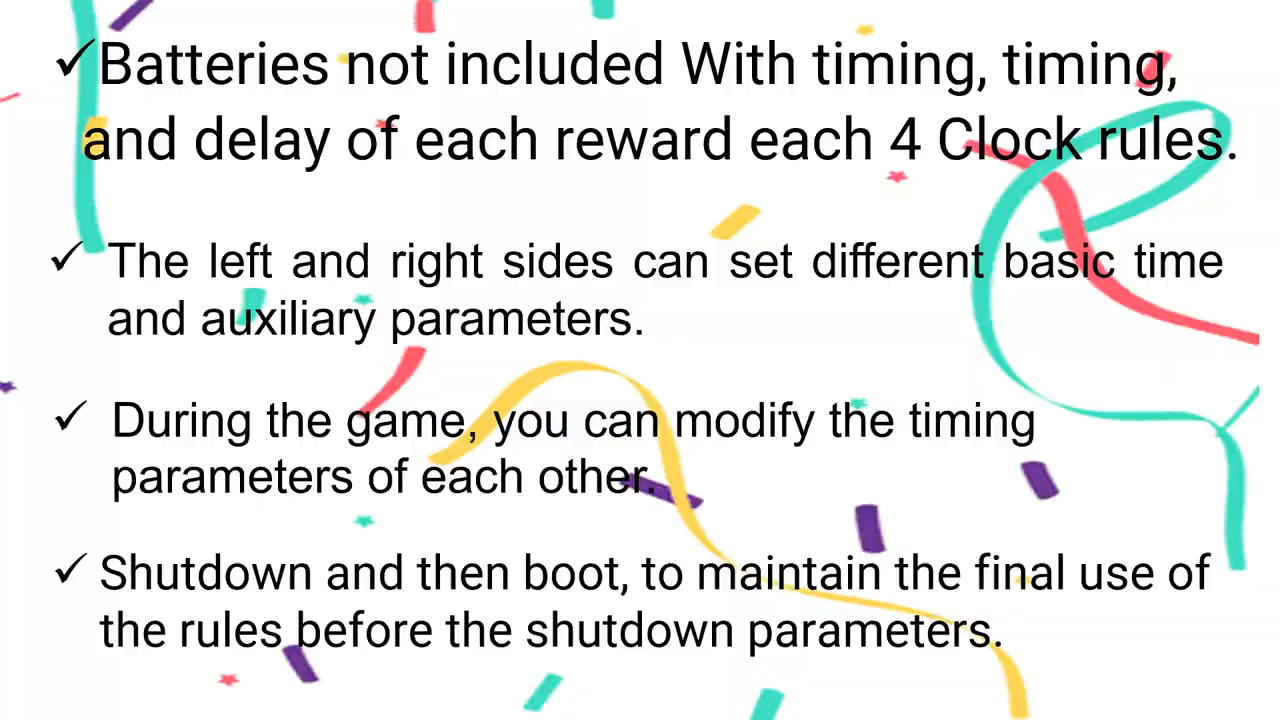 ✓Batteries not included With timing, timing,
and delay of each reward each 4 Clock rules.
✓ The left and right sides can set different basic time
and auxiliary parameters.
✓ During the game, you can modify the timing
parameters of each other.
✓ Shutdown and then boot, to maintain the final use of
the rules before the shutdown parameters.